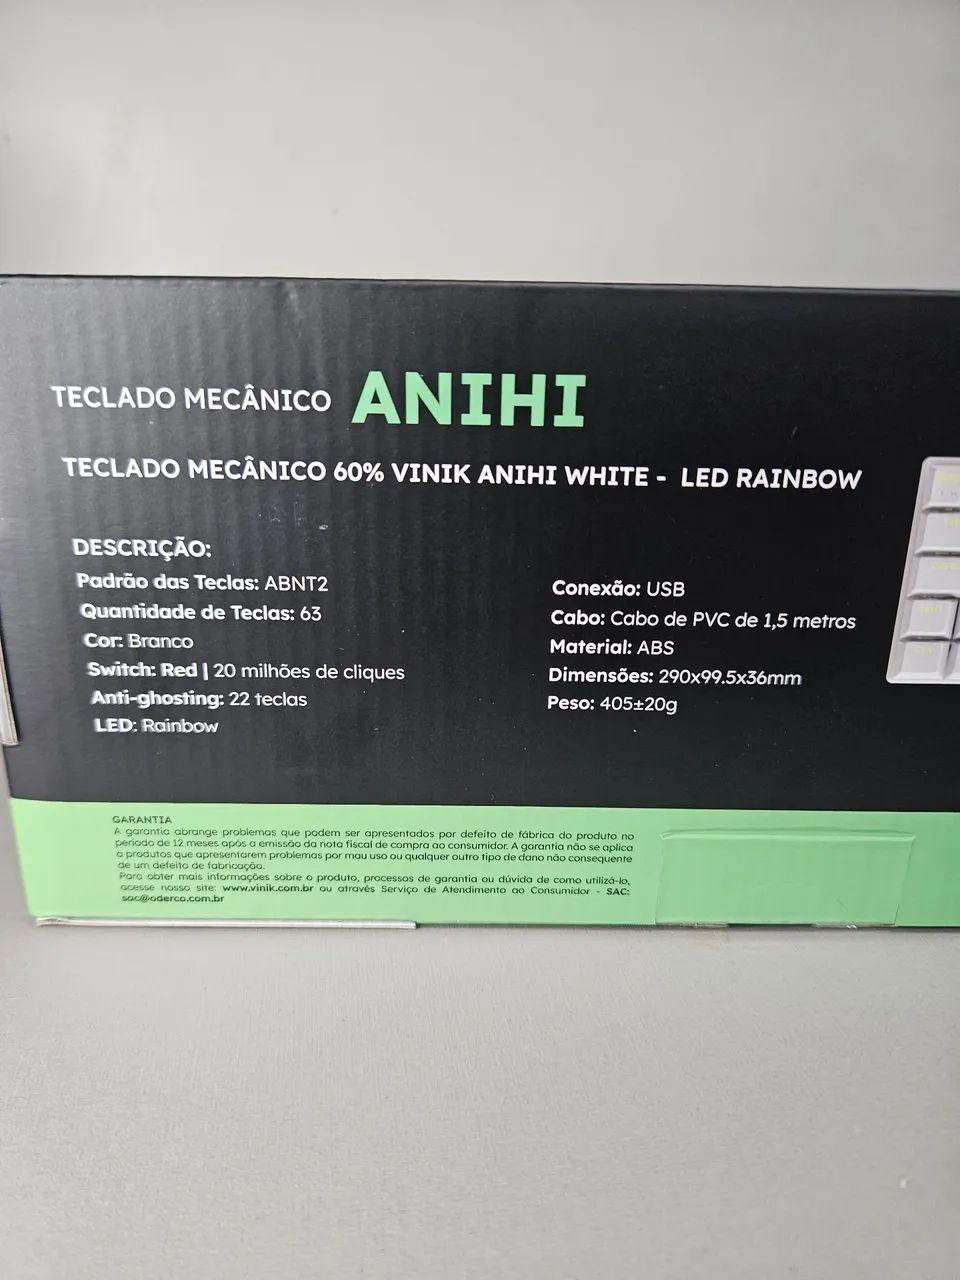 TECLADO MECÂNICO ANIHI
TECLADO MECÂNICO 60% VINIK ANIHI WHITE - LED RAINBOW
DESCRIÇÃO:
Padrão das Teclas: ABNT2
Quantidade de Teclas: 63
Cor: Branco
Switch: Red | 20 milhões de cliques
Anti-ghosting: 22 teclas
LED: Rainbow
Conexão: USB
Cabo: Cabo de PVC de 1,5 metros
Material: ABS
Dimensões: 290x99.5x36mm
Peso: 405±20g
GARANTIA
A garantia abrange problemas que podem ser apresentados por defeito de fábrica do produto no
período de 12 meses após a emissão da nota fiscal de compra ao consumidor. A garantia não se aplica
a produtos que apresentarem problemas por mau uso ou qualquer outro tipo de dano não consequente
de um defeito de fabricação.
Para obter mais informações sobre o produto, processos de garantia ou dúvida de como utilizá-lo,
acesse nosso site: www.vinik.com.br ou através Serviço de Atendimento ao Consumidor - SAC:
sac@oderco.com.br